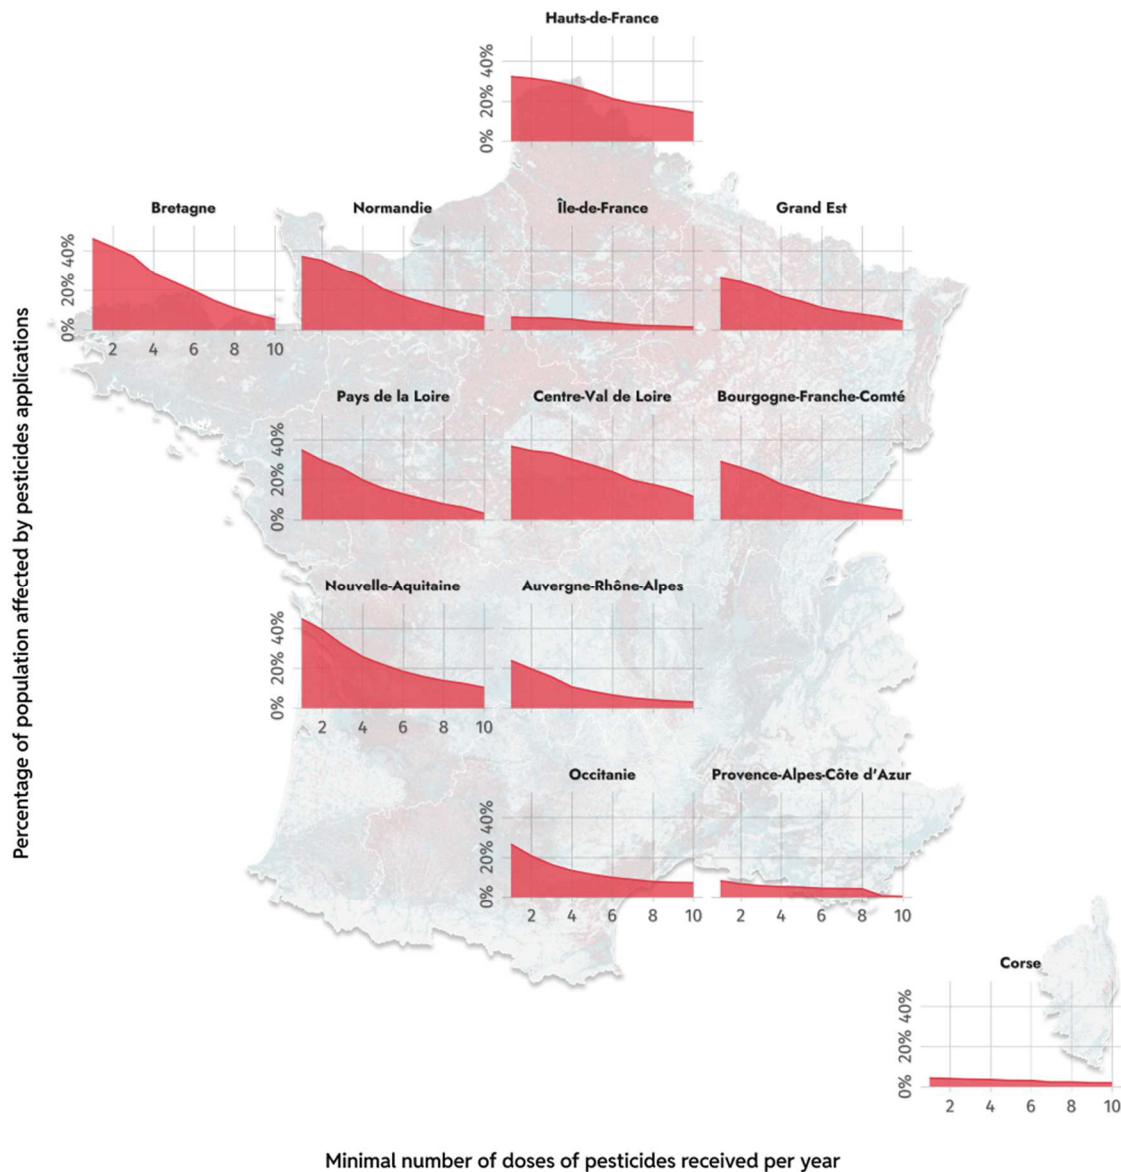 Hauts-de-France
40%
20%
0%
Bretagne
Normandie
Île-de-France
Grand Est
40%
20%
0%
2 4 6 8 10
Pays de la Loire
Centre-Val de Loire
Bourgogne-Franche-Comté
40%
20%
0%
Nouvelle-Aquitaine
Auvergne-Rhône-Alpes
40%
20%
0%
2 4 6 8 10
Occitanie
Provence-Alpes-Côte d'Azur
40%
20%
0%
2 4 6 8 10
2 4 6 8 10
Corse
40%
20%
0%
2 4 6 8 10
Percentage of population affected by pesticides applications
Minimal number of doses of pesticides received per year